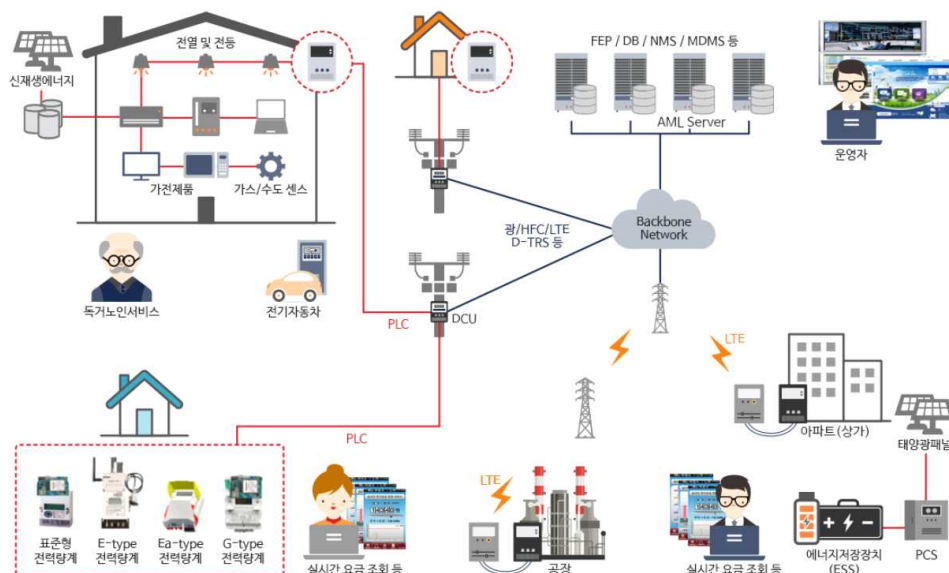 전열 및 전등
FEP / DB / NMS / MDMS 등
신재생에너지
AML Server
운영자
가전제품
가스/수도 센스
Backbone
Network
광/HFC/LTE
D-TRS 등
독거노인서비스
전기자동차
PLC
DCU
LTE
아파트(상가)
태양광패널
PLC
LTE
표준형
전력량계
E-type
전력량계
Ea-type
전력량계
G-type
전력량계
실시간 요금 조회 등
공장
실시간 요금 조회 등
에너지저장장치
(ESS)
PCS